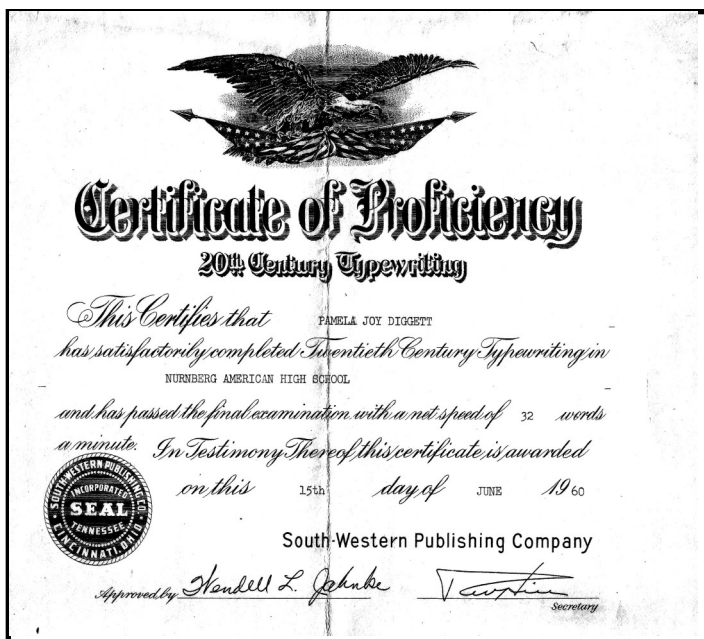 Certificate of Proficiency
20th Century Typewriting
This Certifies that PAMELA JOY DIGGETT
has satisfactorily completed Twentieth Century Typewriting in
NURNBERG AMERICAN HIGH SCHOOL
and has passed the final examination with a net speed of 32 words
a minute. In Testimony Thereof, this certificate, is awarded
on this 15th day of JUNE 19 60
SOUTH-WESTERN PUBLISHING CO.
INCORPORATED
SEAL
TENNESSEE
CINCINNATI, OHIO
South-Western Publishing Company
Approved by Wendell L. Jahnke
Secretary